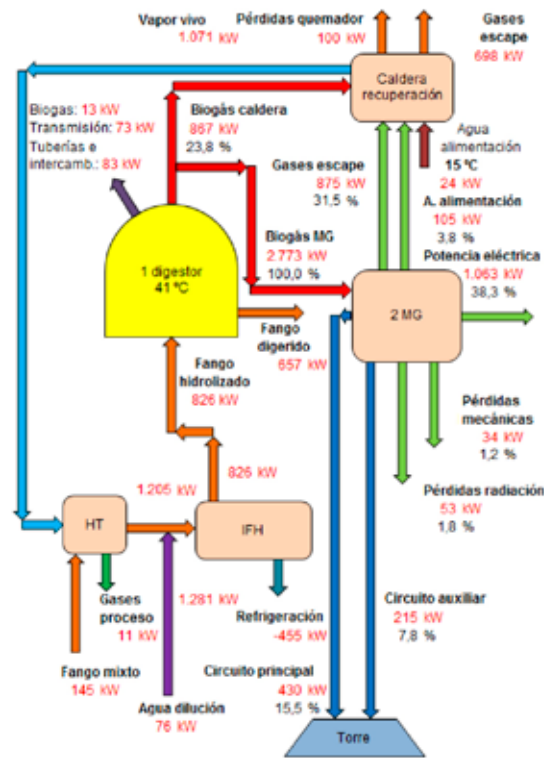 Vapor vivo
1.071 kW
Pérdidas quemador
100 kW
Gases
escape
698 kW
Caldera
recuperación
Biogas: 13 kW
Transmisión: 73 kW
Tuberías e
intercamb.: 83 kW
Biogàs caldera
867 kW
23,8 %
Gases escape
875 kW
31,5 %
Agua
alimentación
15 ºC
24 kW
A. alimentación
105 kW
3,8 %
Biogàs MG
2.773 kW
100,0 %
Potencia eléctrica
1.063 kW
38,3 %
1 digestor
41 ºC
2 MG
Fango
digerido
657 kW
Fango
hidrolizado
826 kW
Pérdidas
mecánicas
34 kW
1,2 %
826 kW
1.205 kW
Pérdidas radiación
53 kW
1,8 %
HT
IFH
Gases
proceso
11 kW
1.281 kW
Refrigeración
-455 kW
Circuito auxiliar
215 kW
7,8 %
Fango mixto
145 kW
Agua dilución
76 kW
Circuito principal
430 kW
15,5 %
Torre